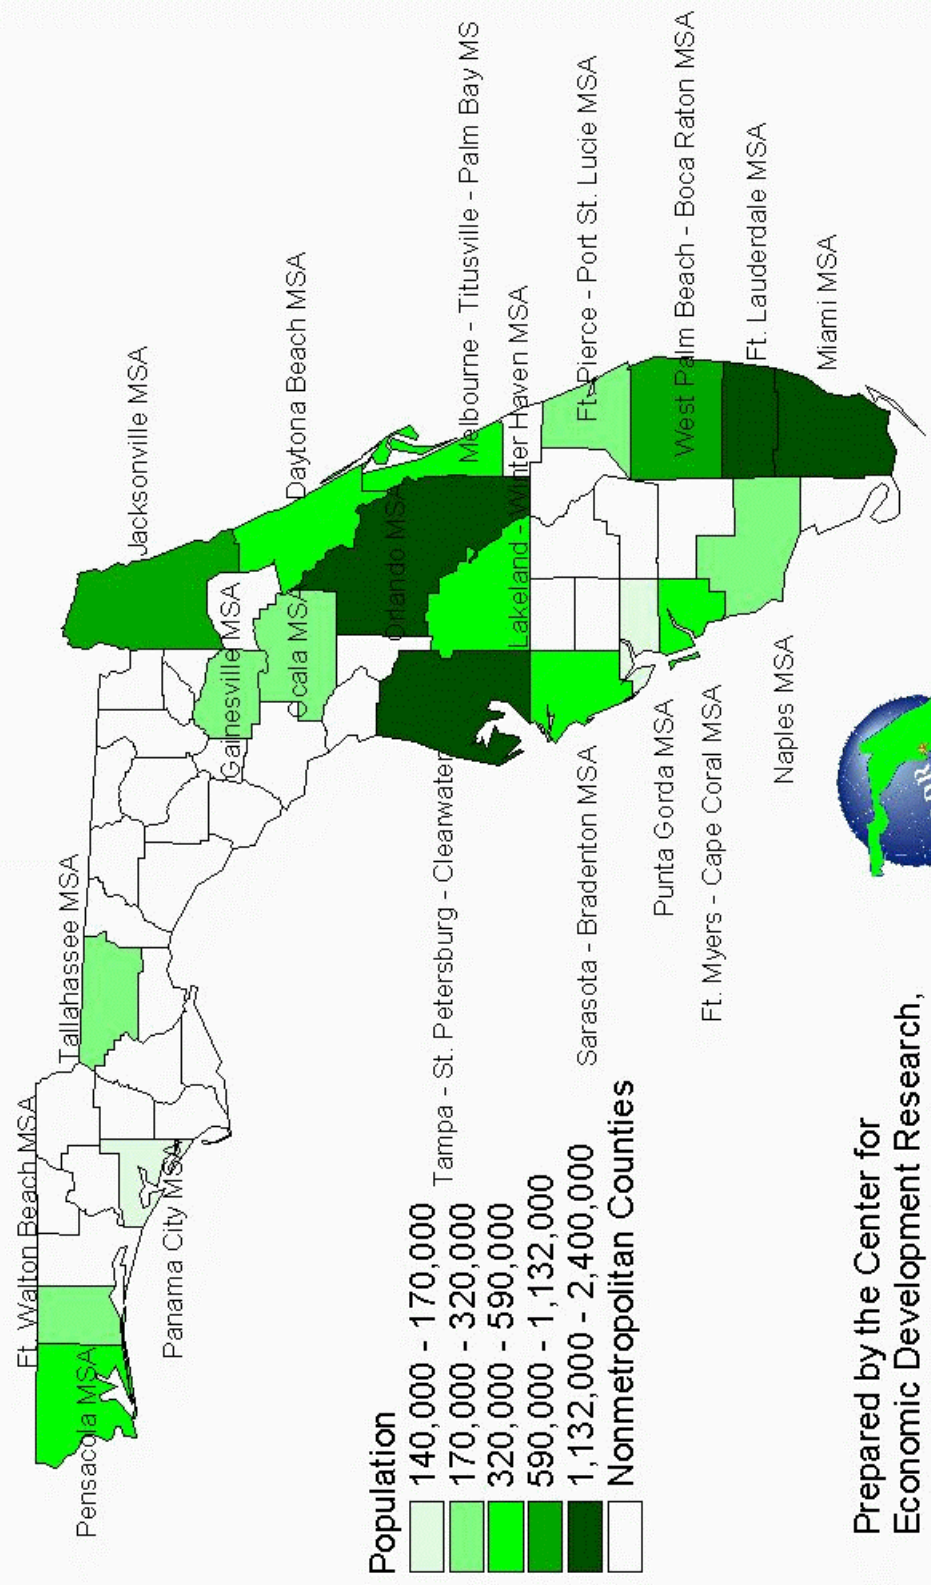 Ft. Walton Beach MSA
Tallahassee MSA
Pensacola MSA
Panama City MSA
Jacksonville MSA
Gainesville MSA
Daytona Beach MSA
Ocala MSA
Orlando MSA
Melbourne - Titusville - Palm Bay MS
Lakeland - Winter Haven MSA
Tampa - St. Petersburg - Clearwater
Ft. Pierce - Port St. Lucie MSA
Sarasota - Bradenton MSA
West Palm Beach - Boca Raton MSA
Punta Gorda MSA
Ft. Myers - Cape Coral MSA
Ft. Lauderdale MSA
Naples MSA
Miami MSA
Population
140,000 - 170,000
170,000 - 320,000
320,000 - 590,000
590,000 - 1,132,000
1,132,000 - 2,400,000
Nonmetropolitan Counties
Prepared by the Center for
Economic Development Research,